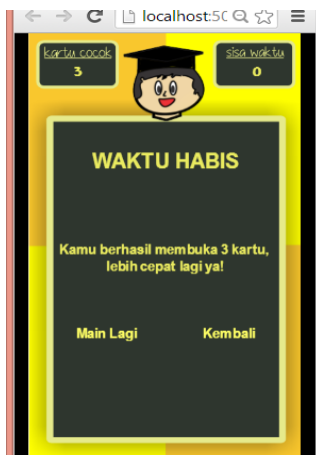 localhost:50
kartu cocok
3
sisa waktu
0
WAKTU HABIS
Kamu berhasil membuka 3 kartu,
lebih cepat lagi ya!
Main Lagi
Kembali